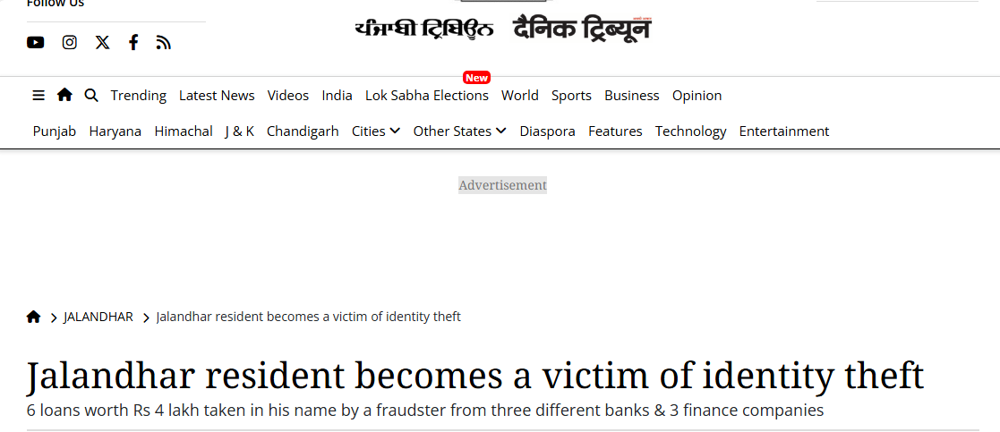 Follow Us
ਪੰਜਾਬੀ ਟ੍ਰਿਬਿਊਨ दैनिक ट्रिब्यून
New
Trending Latest News Videos India Lok Sabha Elections World Sports Business Opinion
Punjab Haryana Himachal J & K Chandigarh Cities Other States Diaspora Features Technology Entertainment
Advertisement
JALANDHAR Jalandhar resident becomes a victim of identity theft
Jalandhar resident becomes a victim of identity theft
6 loans worth Rs 4 lakh taken in his name by a fraudster from three different banks & 3 finance companies